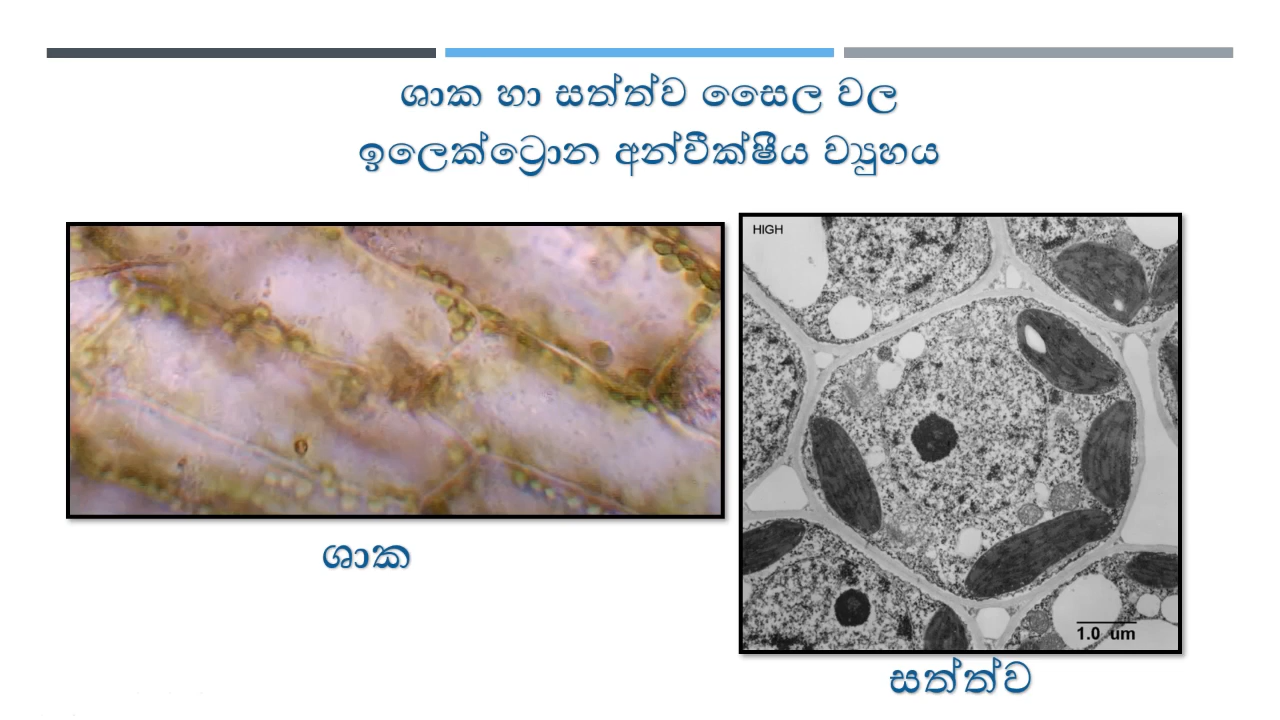 ශාක හා සත්ත්ව සෛල වල
ඉලෙක්ට්‍රොන අන්වීක්ෂීය ව්‍යුහය
HIGH
1.0 um
ශාක
සත්ත්ව